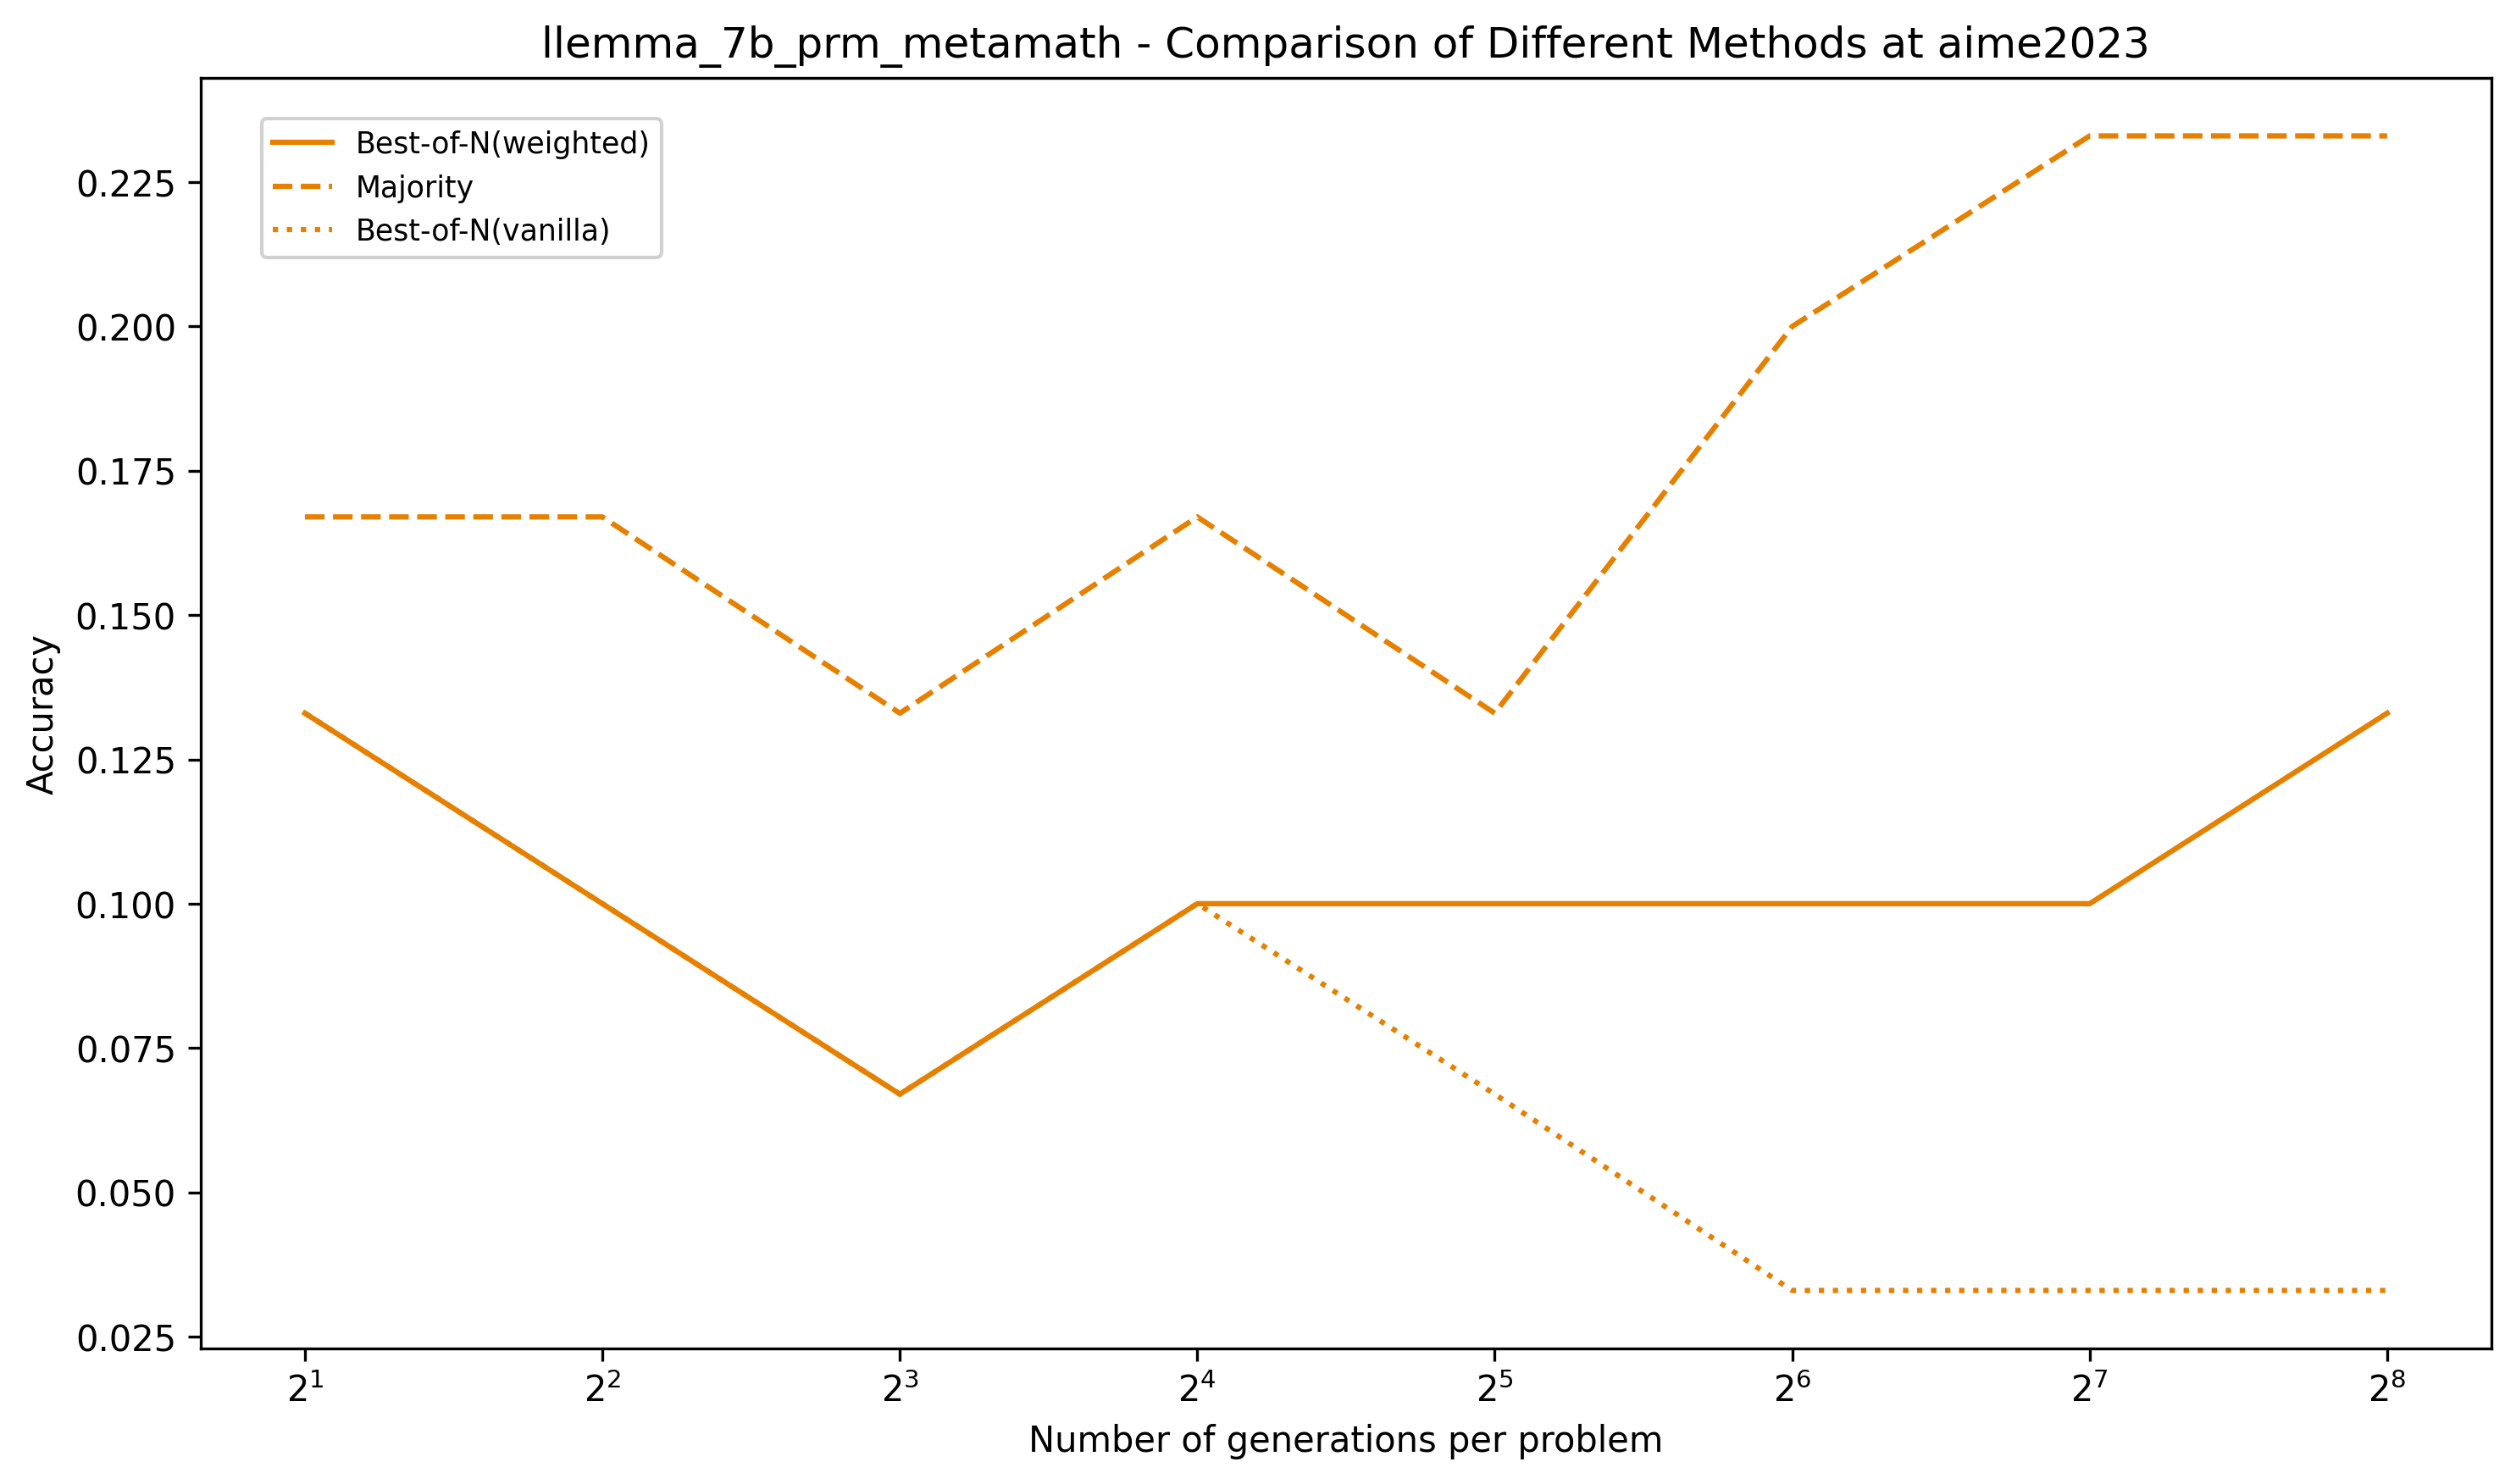 llemma_7b_prm_metamath - Comparison of Different Methods at aime2023
Best-of-N(weighted)
Majority
Best-of-N(vanilla)
Accuracy
0.225
0.200
0.175
0.150
0.125
0.100
0.075
0.050
0.025
2¹ 2² 2³ 2⁴ 2⁵ 2⁶ 2⁷ 2⁸
Number of generations per problem